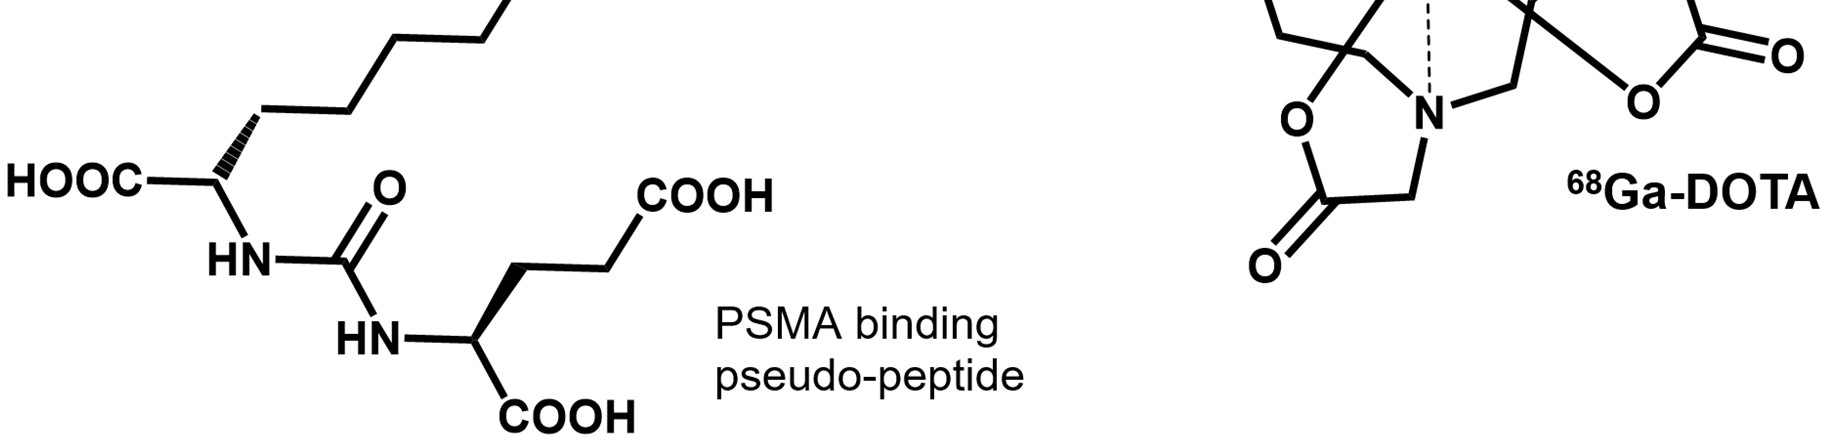 O
N
O
O
HOOC
O
COOH
⁶⁸Ga-DOTA
HN
O
HN
PSMA binding
pseudo-peptide
COOH